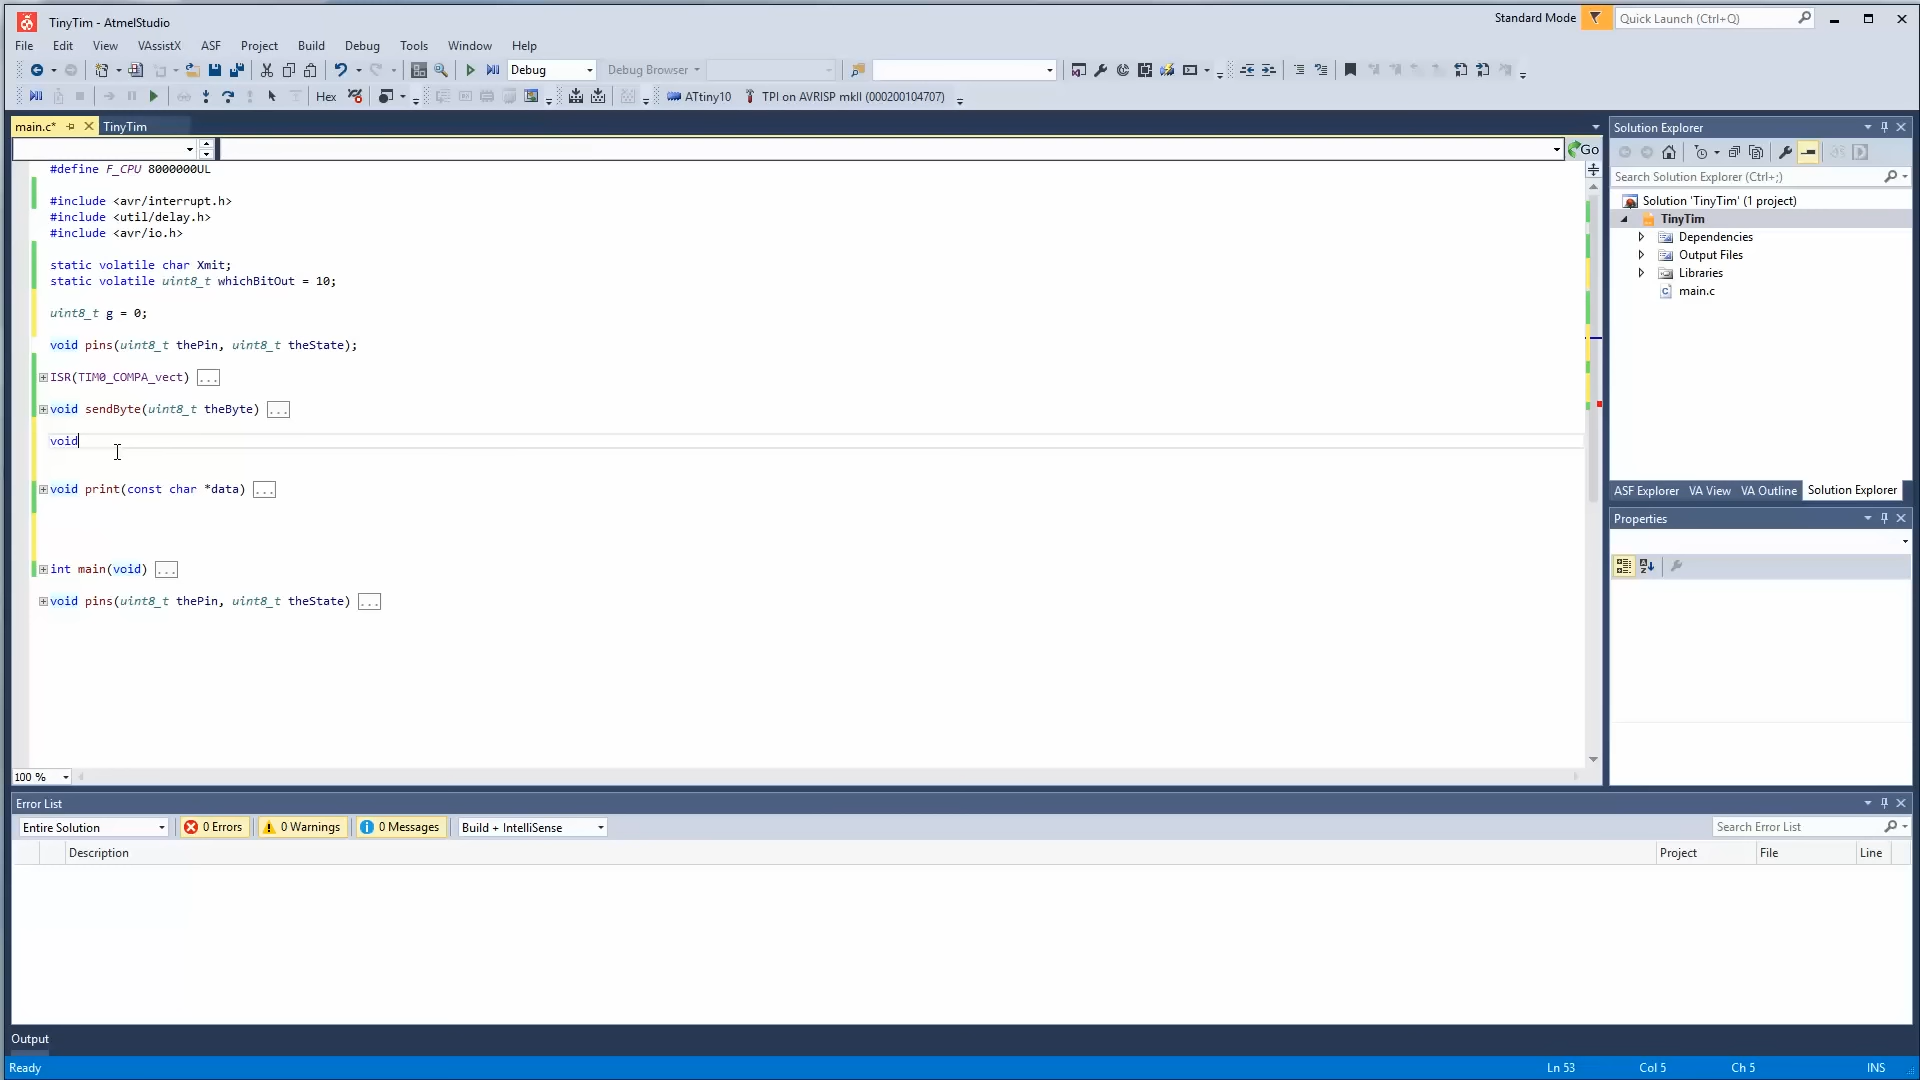 TinyTim - AtmelStudio
Standard Mode
Quick Launch (Ctrl+Q)
File Edit View VAssistX ASF Project Build Debug Tools Window Help
Debug
Debug Browser
Hex
ATtiny10
TPI on AVRISP mkII (000200104707)
main.c*
TinyTim
Go
#define F_CPU 8000000UL
#include <avr/interrupt.h>
#include <util/delay.h>
#include <avr/io.h>
static volatile char Xmit;
static volatile uint8_t whichBitOut = 10;
uint8_t g = 0;
void pins(uint8_t thePin, uint8_t theState);
ISR(TIM0_COMPA_vect) ...
void sendByte(uint8_t theByte) ...
void
void print(const char *data) ...
int main(void) ...
void pins(uint8_t thePin, uint8_t theState) ...
100 %
Solution Explorer
Search Solution Explorer (Ctrl+;)
Solution 'TinyTim' (1 project)
TinyTim
Dependencies
Output Files
Libraries
main.c
ASF Explorer VA View VA Outline Solution Explorer
Properties
Error List
Entire Solution
0 Errors
0 Warnings
0 Messages
Build + IntelliSense
Search Error List
Description Project File Line
Output
Ready Ln 53 Col 5 Ch 5 INS